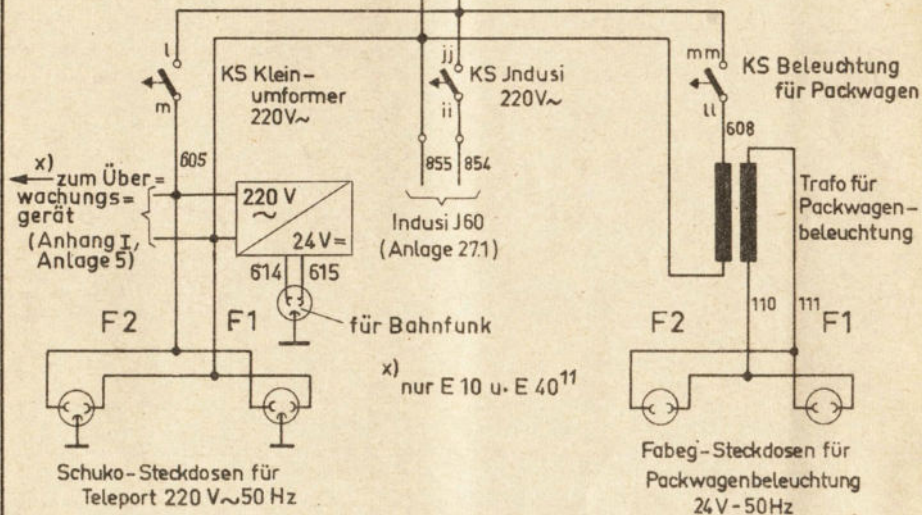 l
m
KS Klein-
umformer
220V~
jj
ii
KS Jndusi
220V~
mm
ll
KS Beleuchtung
für Packwagen
605
855
854
608
x)
zum Über=
wachungs=
gerät
(Anhang I,
Anlage 5)
220 V
~
24V=
Indusi J60
(Anlage 27.1)
Trafo für
Packwagen-
beleuchtung
614
615
für Bahnfunk
F2
F1
F2
110
111
F1
x)
nur E 10 u. E 40¹¹
Schuko-Steckdosen für
Teleport 220 V~50 Hz
Fabeg-Steckdosen für
Packwagenbeleuchtung
24V-50Hz